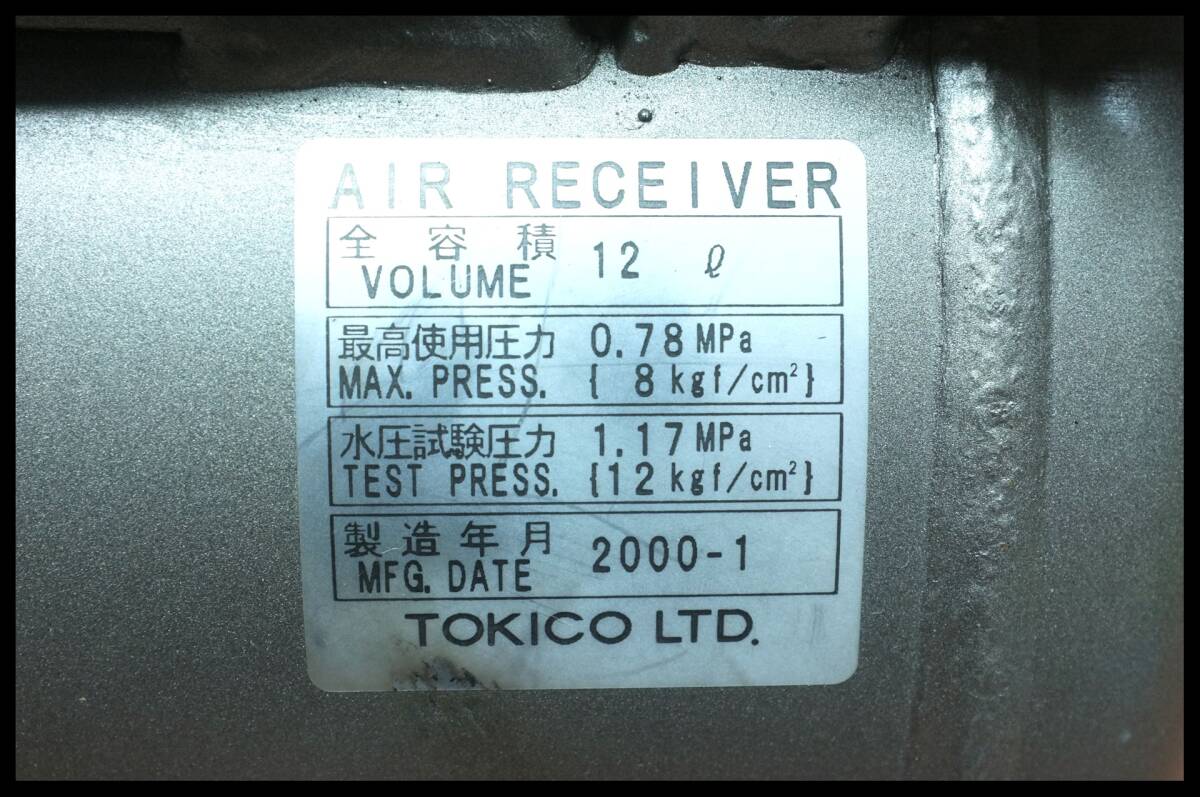 AIR RECEIVER
全容積 12 ℓ
VOLUME
最高使用圧力 0.78 MPa
MAX. PRESS. { 8 kgf/cm²}
水圧試験圧力 1.17 MPa
TEST PRESS. {12 kgf/cm²}
製造年月 2000-1
MFG. DATE
TOKICO LTD.